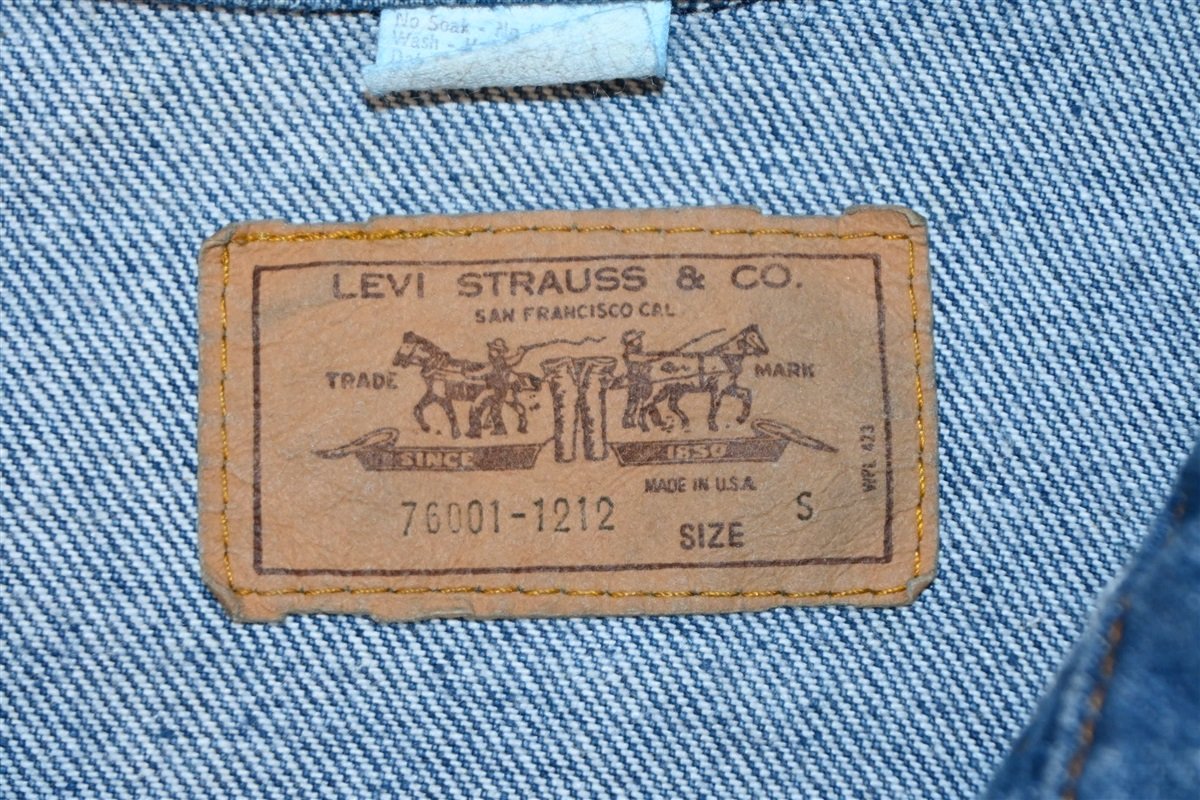 No Soak - No
Wash -
LEVI STRAUSS & CO.
SAN FRANCISCO CAL
TRADE MARK
SINCE 1850
MADE IN U.S.A.
WPL 423
76001-1212
SIZE S